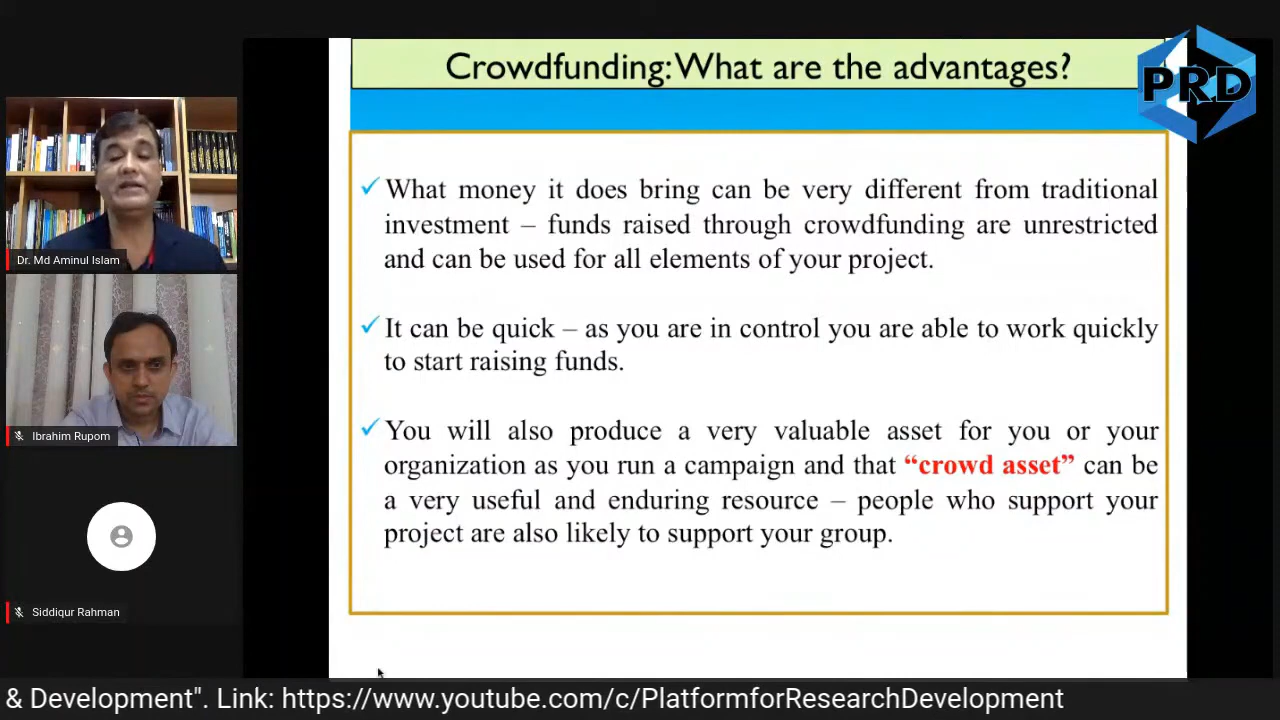 Crowdfunding: What are the advantages?
PRD
✓ What money it does bring can be very different from traditional
investment – funds raised through crowdfunding are unrestricted
and can be used for all elements of your project.
✓ It can be quick – as you are in control you are able to work quickly
to start raising funds.
✓ You will also produce a very valuable asset for you or your
organization as you run a campaign and that “crowd asset” can be
a very useful and enduring resource – people who support your
project are also likely to support your group.
Dr. Md Aminul Islam
Ibrahim Rupom
Siddiqur Rahman
& Development". Link: https://www.youtube.com/c/PlatformforResearchDevelopment